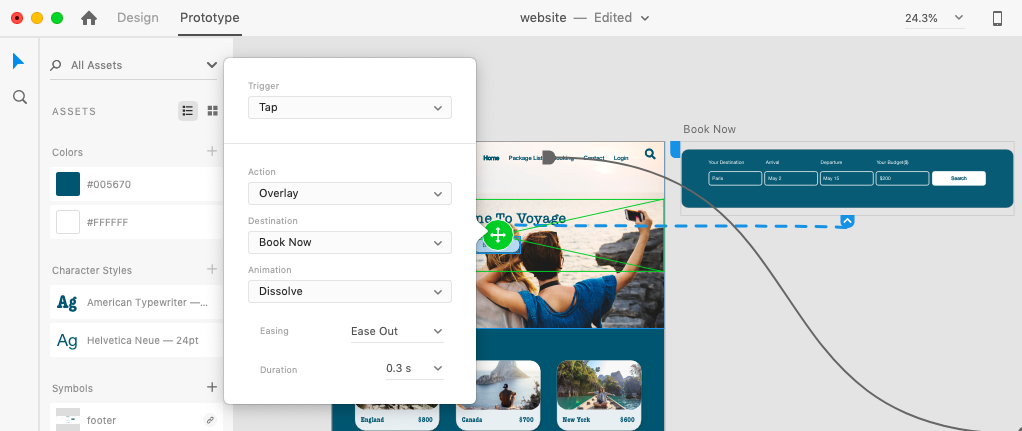 Design
Prototype
website — Edited
24.3%
All Assets
ASSETS
Colors
#005670
#FFFFFF
Character Styles
Ag American Typewriter —...
Ag Helvetica Neue — 24pt
Symbols
footer
Trigger
Tap
Action
Overlay
Destination
Book Now
Animation
Dissolve
Easing
Ease Out
Duration
0.3 s
Home
Package List
Contact
Login
To Voyage
England $800
Canada $700
New York $600
Book Now
Your Destination
Arrival
Departure
Your Budget($)
Paris
May 2
May 15
$200
Search